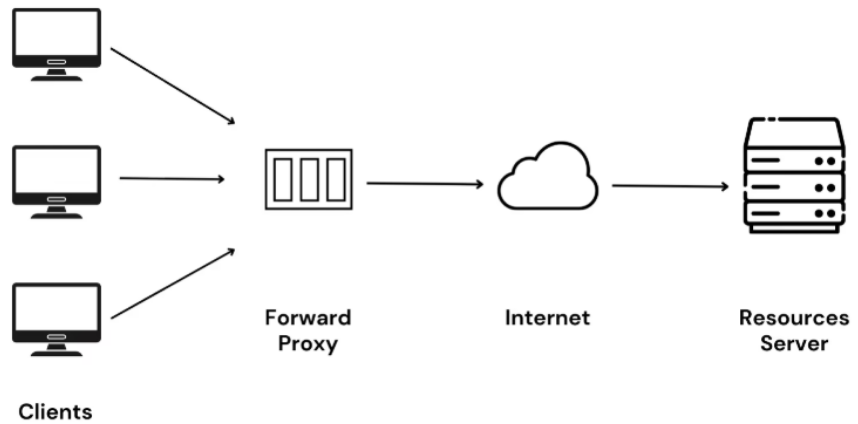 Forward
Proxy
Internet
Resources
Server
Clients